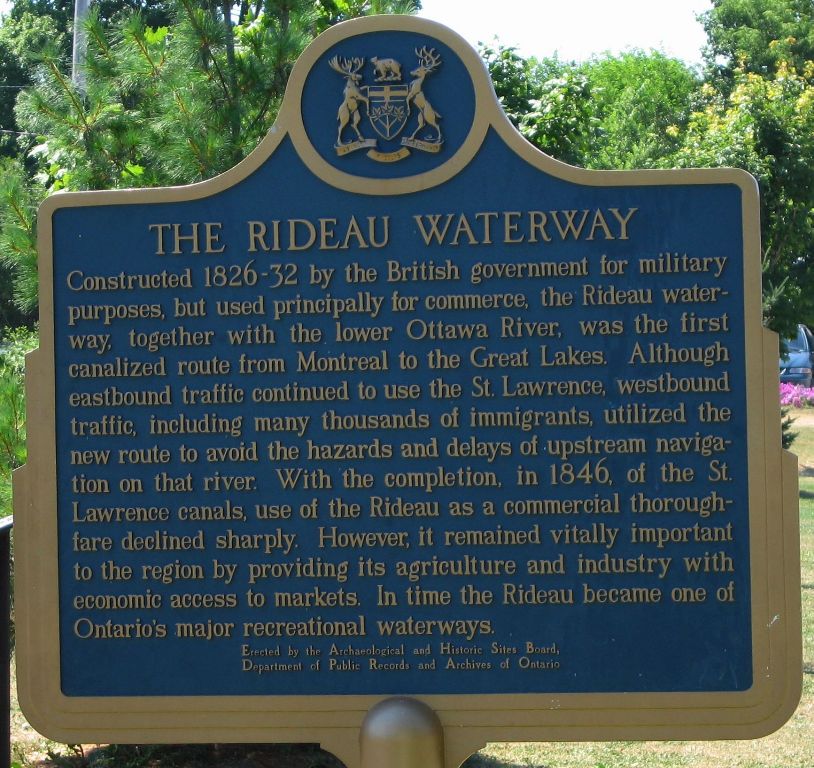 THE RIDEAU WATERWAY
Constructed 1826-32 by the British government for military
purposes, but used principally for commerce, the Rideau water-
way, together with the lower Ottawa River, was the first
canalized route from Montreal to the Great Lakes. Although
eastbound traffic continued to use the St. Lawrence, westbound
traffic, including many thousands of immigrants, utilized the
new route to avoid the hazards and delays of upstream naviga-
tion on that river. With the completion, in 1846, of the St.
Lawrence canals, use of the Rideau as a commercial thorough-
fare declined sharply. However, it remained vitally important
to the region by providing its agriculture and industry with
economic access to markets. In time the Rideau became one of
Ontario's major recreational waterways.
Erected by the Archaeological and Historic Sites Board,
Department of Public Records and Archives of Ontario